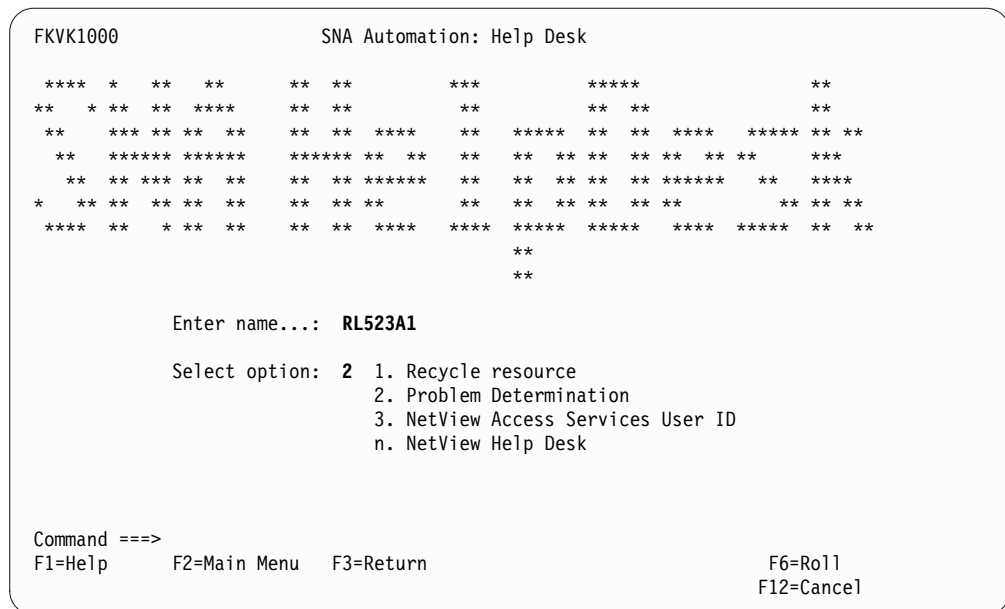 FKVK1000 SNA Automation: Help Desk
**** * ** ** ** ** *** ***** **
** * ** ** **** ** ** ** ** ** **
** *** ** ** ** ** ** **** ** ***** ** ** **** ***** ** **
** ****** ****** ****** ** ** ** ** ** ** ** ** ** ** ***
** ** *** ** ** ** ** ****** ** ** ** ** ** ****** ** ****
* ** ** ** ** ** ** ** ** ** ** ** ** ** ** ** ** **
**** ** * ** ** ** ** **** **** ***** ***** **** ***** ** **
**
**
Enter name...: RL523A1
Select option: 2 1. Recycle resource
2. Problem Determination
3. NetView Access Services User ID
n. NetView Help Desk
Command ===>
F1=Help F2=Main Menu F3=Return F6=Roll
F12=Cancel